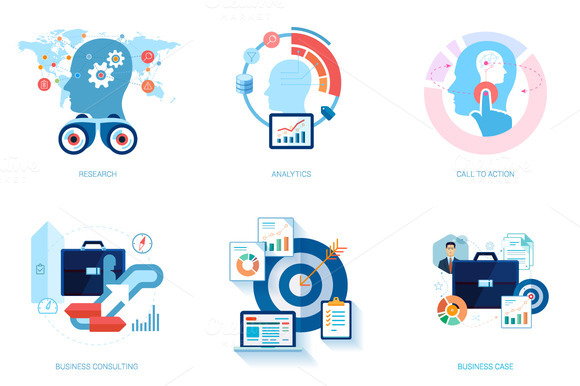 RESEARCH
ANALYTICS
CALL TO ACTION
BUSINESS CONSULTING
BUSINESS CASE